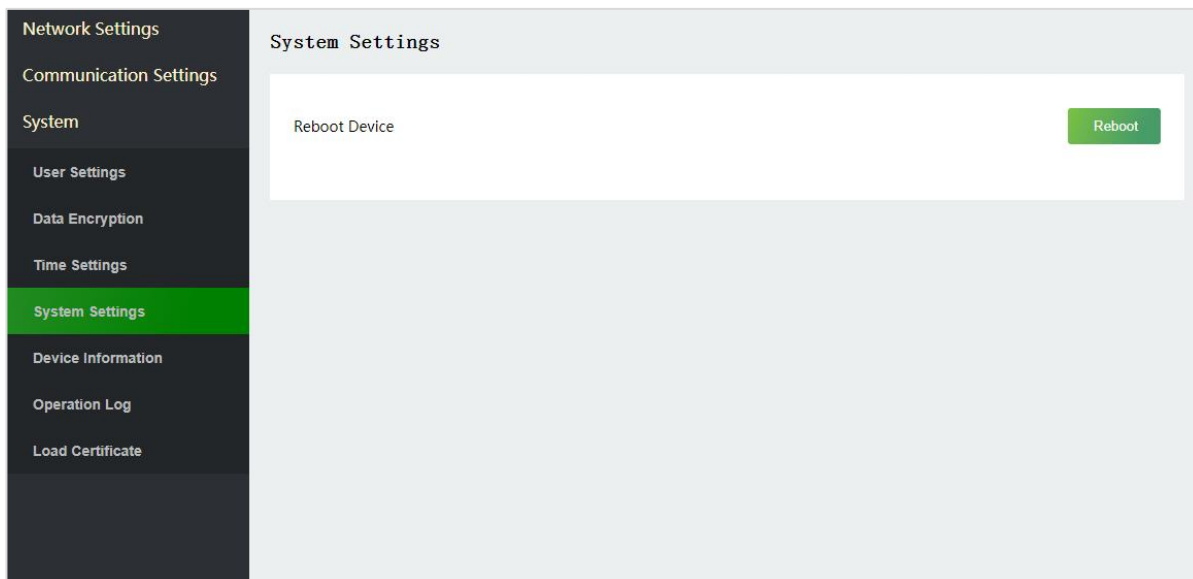 Network Settings
Communication Settings
System
User Settings
Data Encryption
Time Settings
System Settings
Device Information
Operation Log
Load Certificate
System Settings
Reboot Device
Reboot